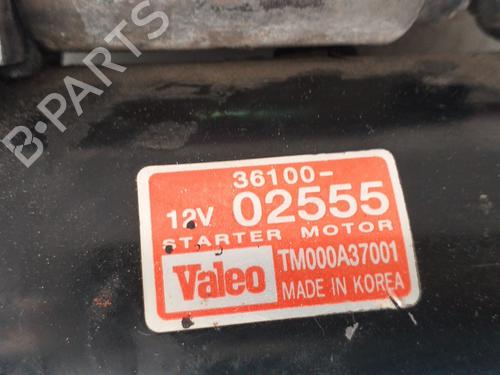 B-PARTS
36100-
12V 02555
STARTER MOTOR
Valeo
TM000A37001
MADE IN KOREA